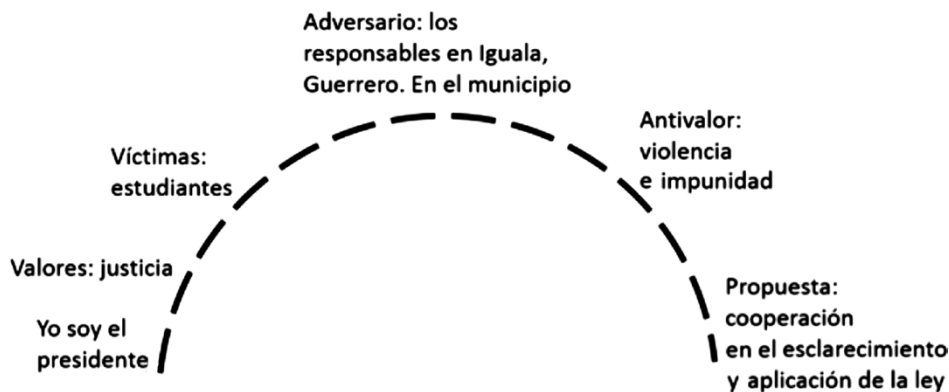 Adversario: los
responsables en Iguala,
Guerrero. En el municipio
Antivalor:
violencia
e impunidad
Víctimas:
estudiantes
Valores: justicia
Yo soy el
presidente
Propuesta:
cooperación
en el esclarecimiento
y aplicación de la ley